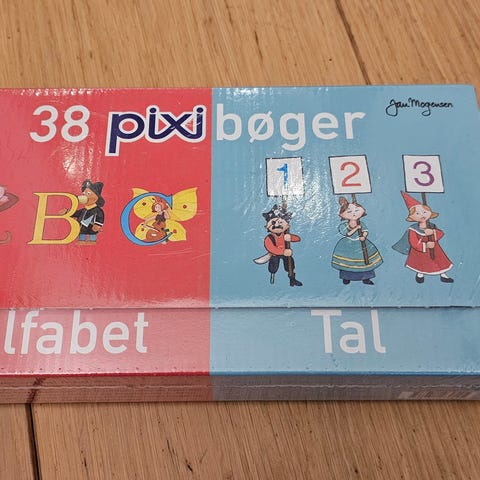 38 pixi bøger
Jan Mogensen
B C
1 2 3
lfabet Tal